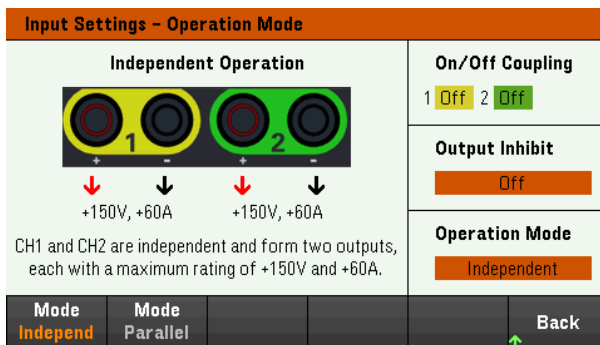 Input Settings – Operation Mode
Independent Operation
1 2
+ - + -
+150V, +60A +150V, +60A
CH1 and CH2 are independent and form two outputs,
each with a maximum rating of +150V and +60A.
On/Off Coupling
1 Off 2 Off
Output Inhibit
Off
Operation Mode
Independent
Mode Mode
Independ Parallel
Back